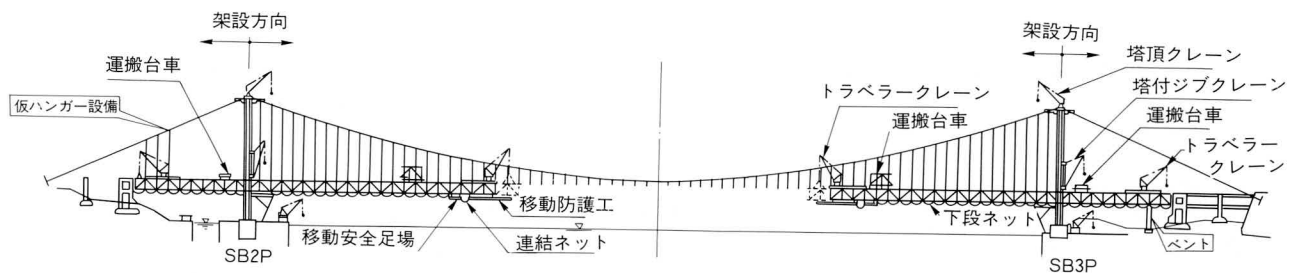 架設方向
架設方向
塔頂クレーン
運搬台車
トラベラークレーン
塔付ジブクレーン
仮ハンガー設備
運搬台車
運搬台車
トラベラー
クレーン
移動防護工
下段ネット
移動安全足場
連結ネット
ベント
SB2P
SB3P